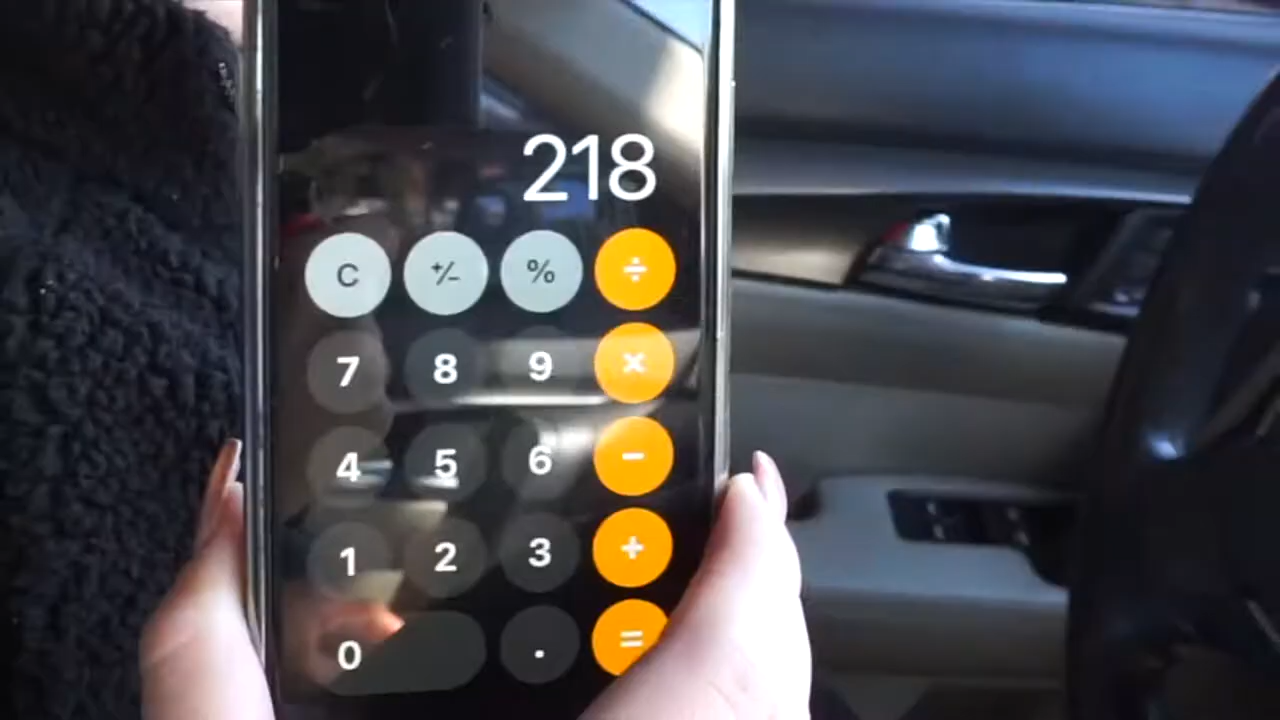 218
C +/- % ÷
7 8 9 ×
4 5 6 −
1 2 3 +
0 . =